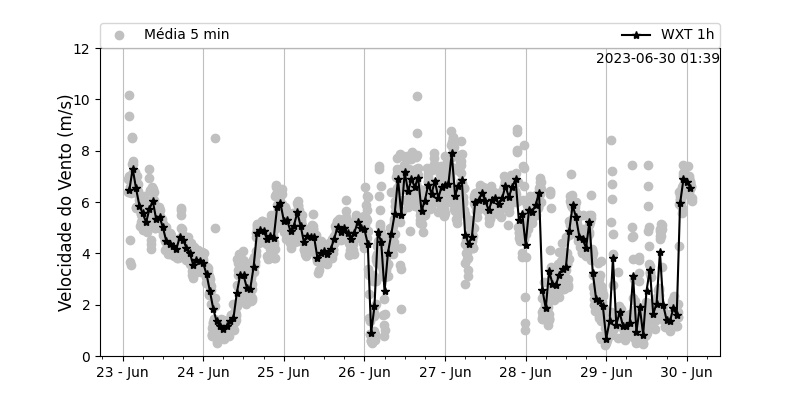 Média 5 min
WXT 1h
2023-06-30 01:39
Velocidade do Vento (m/s)
12
10
8
6
4
2
0
23 - Jun
24 - Jun
25 - Jun
26 - Jun
27 - Jun
28 - Jun
29 - Jun
30 - Jun